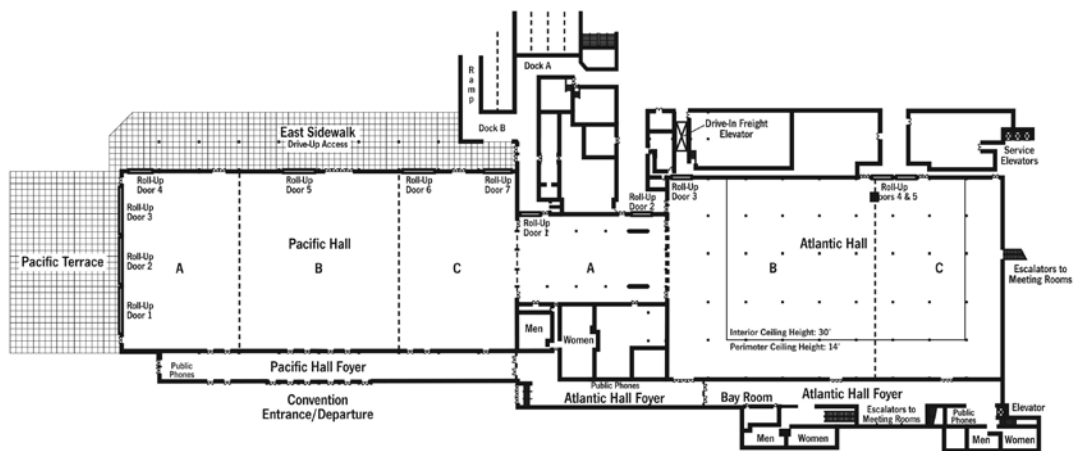 Dock A
Ramp
Dock B
Drive-In Freight
Elevator
East Sidewalk
Drive-Up Access
Service
Elevators
Roll-Up
Door 4
Roll-Up
Door 5
Roll-Up
Door 6
Roll-Up
Door 7
Roll-Up
Door 2
Roll-Up
Door 3
Roll-Up
ors 4 & 5
Roll-Up
Door 3
Roll-Up
Door 1
Pacific Hall
Atlantic Hall
Pacific Terrace
Roll-Up
Door 2
A
B
C
A
B
C
Escalators to
Meeting Rooms
Roll-Up
Door 1
Men
Women
Interior Ceiling Height: 30'
Perimeter Ceiling Height: 14'
Public
Phones
Pacific Hall Foyer
Public Phones
Convention
Entrance/Departure
Atlantic Hall Foyer
Bay Room
Atlantic Hall Foyer
Escalators to
Meeting Rooms
Public
Phones
Elevator
Men
Women
Men
Women